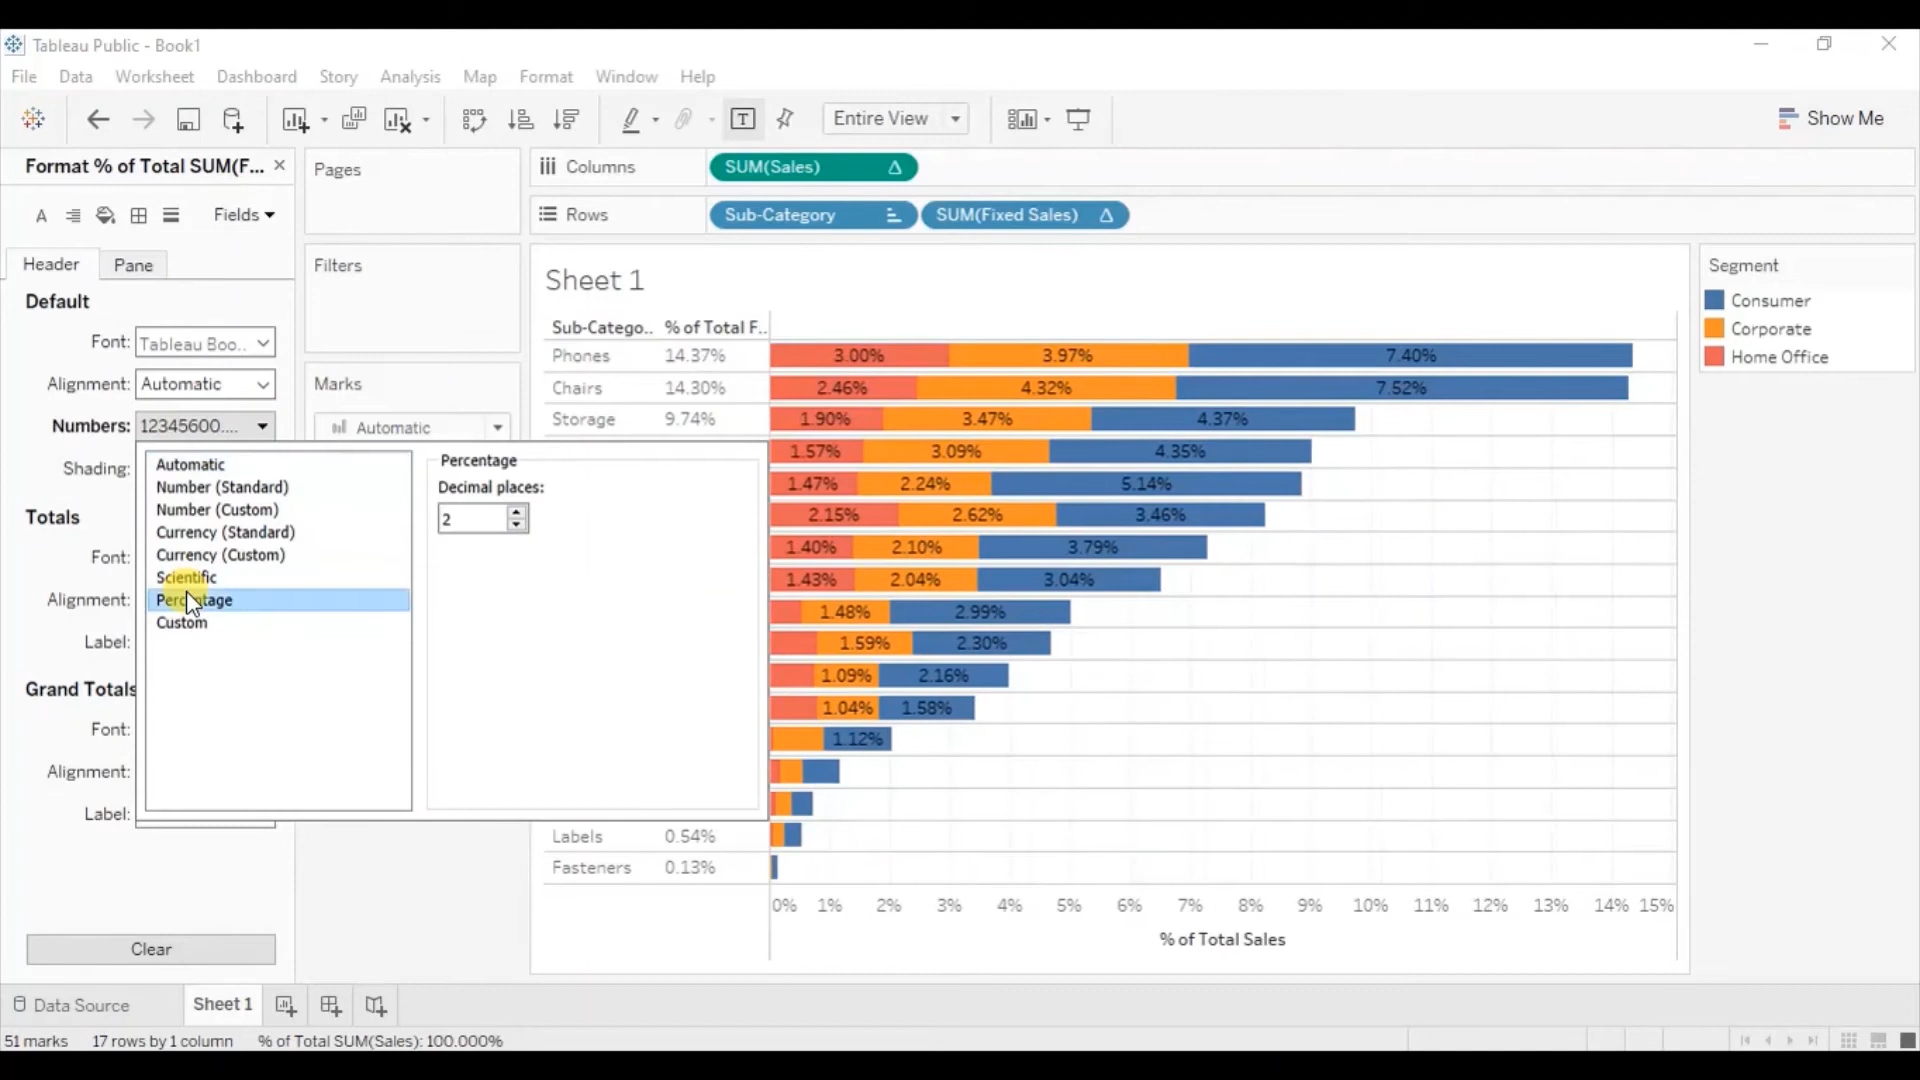 Tableau Public - Book1
File Data Worksheet Dashboard Story Analysis Map Format Window Help
T Entire View Show Me
Format % of Total SUM(F...
A Fields
Header Pane
Default
Font: Tableau Boo..
Alignment: Automatic
Numbers: 12345600....
Shading:
Totals
Font:
Alignment:
Label:
Grand Totals
Font:
Alignment:
Label:
Clear
Automatic
Number (Standard)
Number (Custom)
Currency (Standard)
Currency (Custom)
Scientific
Percentage
Custom
Percentage
Decimal places:
2
Pages
Filters
Marks
Automatic
Columns SUM(Sales) Δ
Rows Sub-Category SUM(Fixed Sales) Δ
Sheet 1
Sub-Catego.. % of Total F..
Phones 14.37% 3.00% 3.97% 7.40%
Chairs 14.30% 2.46% 4.32% 7.52%
Storage 9.74% 1.90% 3.47% 4.37%
1.57% 3.09% 4.35%
1.47% 2.24% 5.14%
2.15% 2.62% 3.46%
1.40% 2.10% 3.79%
1.43% 2.04% 3.04%
1.48% 2.99%
1.59% 2.30%
1.09% 2.16%
1.04% 1.58%
1.12%
Labels 0.54%
Fasteners 0.13%
0% 1% 2% 3% 4% 5% 6% 7% 8% 9% 10% 11% 12% 13% 14% 15%
% of Total Sales
Segment
Consumer
Corporate
Home Office
Data Source Sheet 1
51 marks 17 rows by 1 column % of Total SUM(Sales): 100.000%